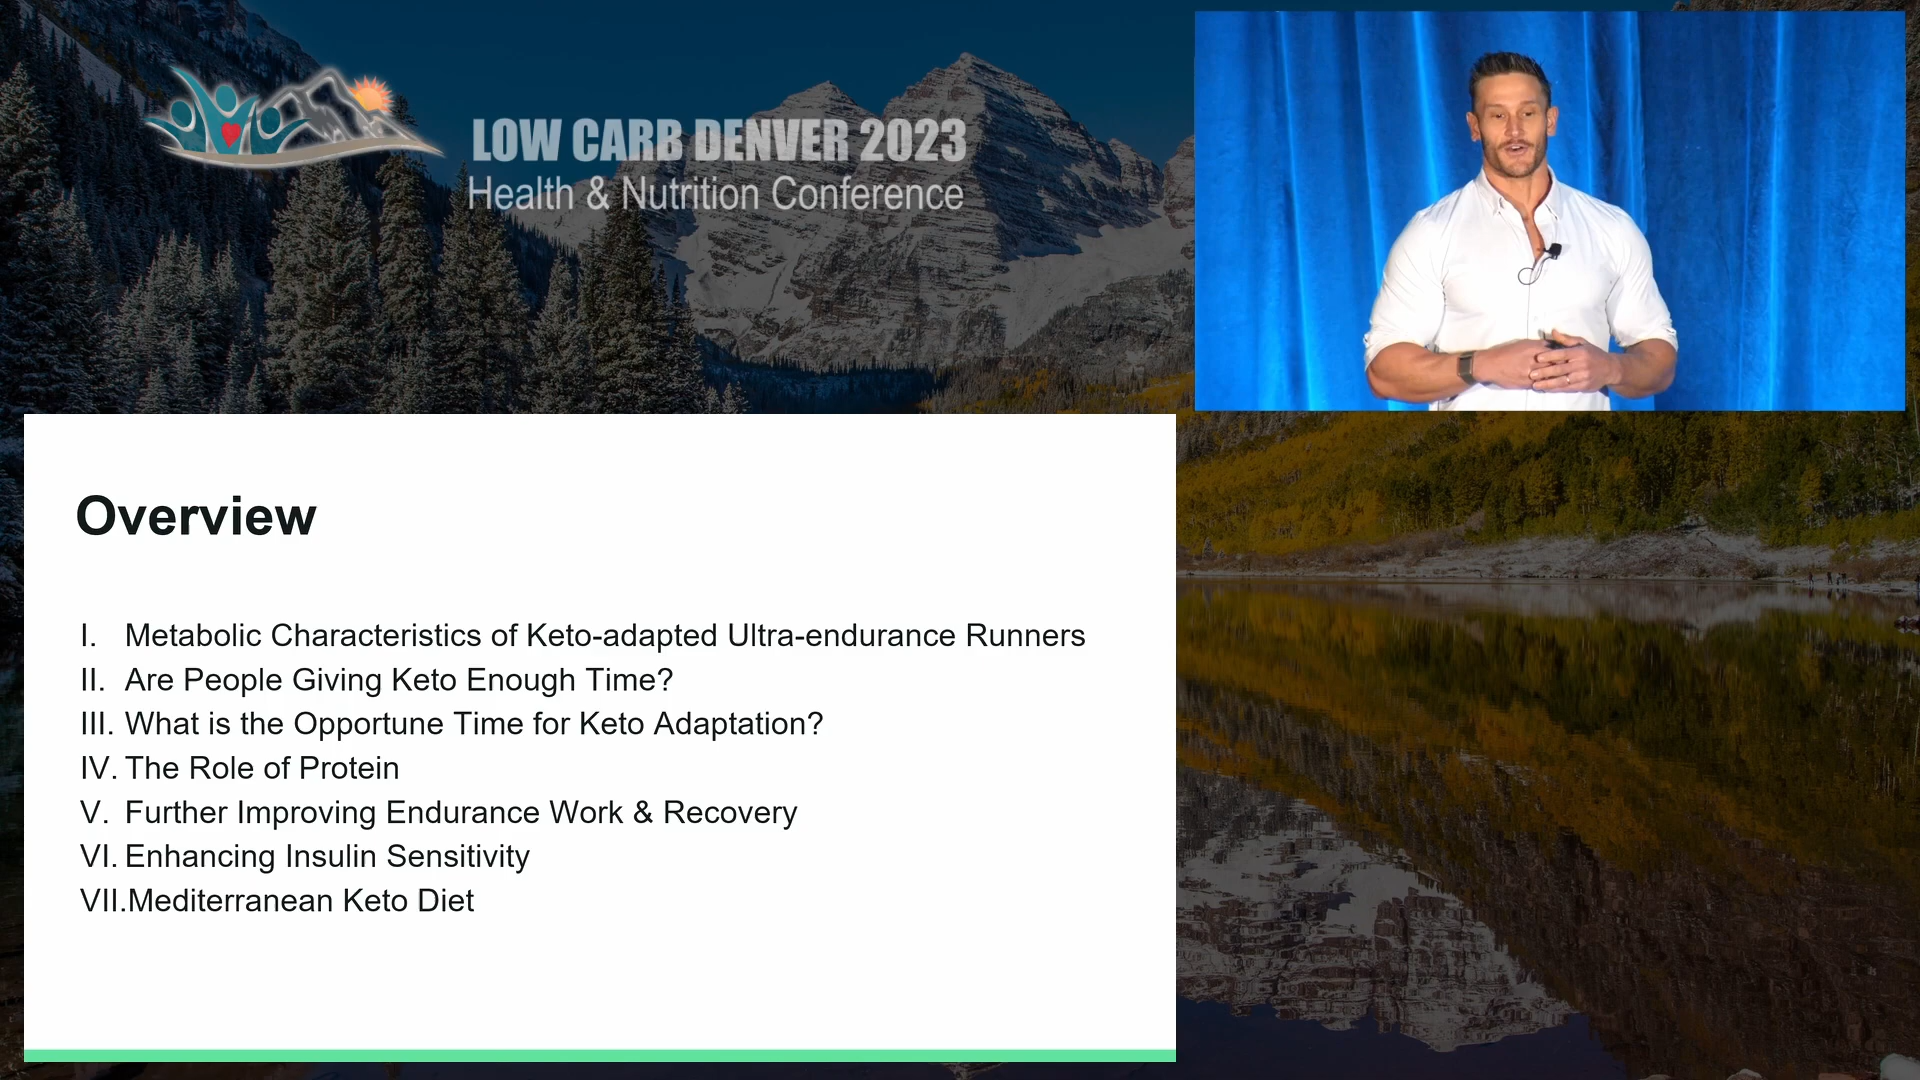 LOW CARB DENVER 2023
Health & Nutrition Conference
Overview
I. Metabolic Characteristics of Keto-adapted Ultra-endurance Runners
II. Are People Giving Keto Enough Time?
III. What is the Opportune Time for Keto Adaptation?
IV. The Role of Protein
V. Further Improving Endurance Work & Recovery
VI. Enhancing Insulin Sensitivity
VII.Mediterranean Keto Diet